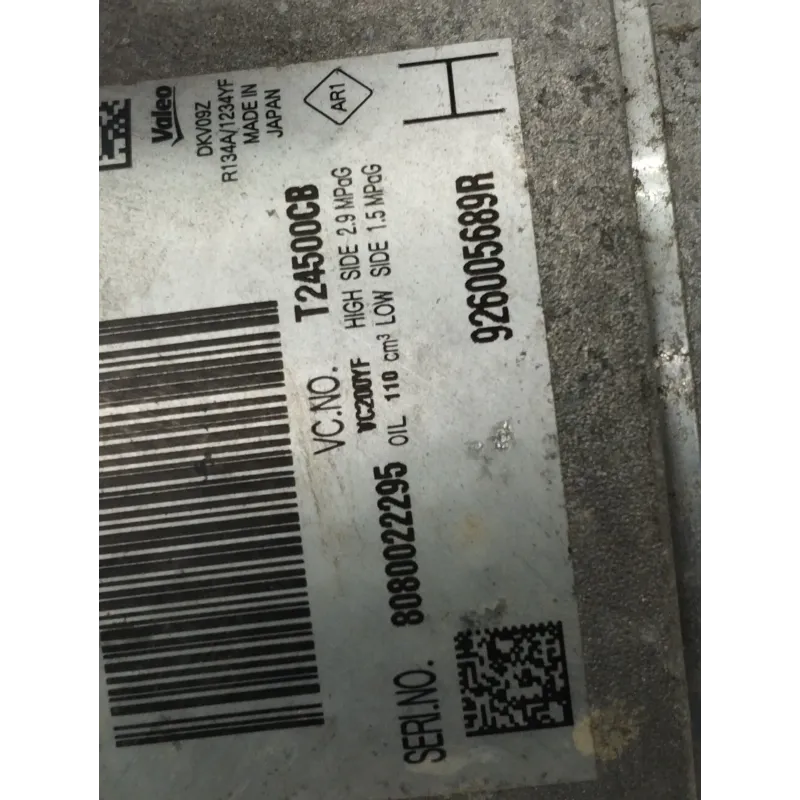 Valeo
DKV09Z
R134A/1234YF
MADE IN
JAPAN
AR1
H
VC.NO. T24500CB
VC200YF HIGH SIDE 2.9 MPaG
OIL 110 cm³ LOW SIDE 1.5 MPaG
SERI.NO. 8080022295
926005689R